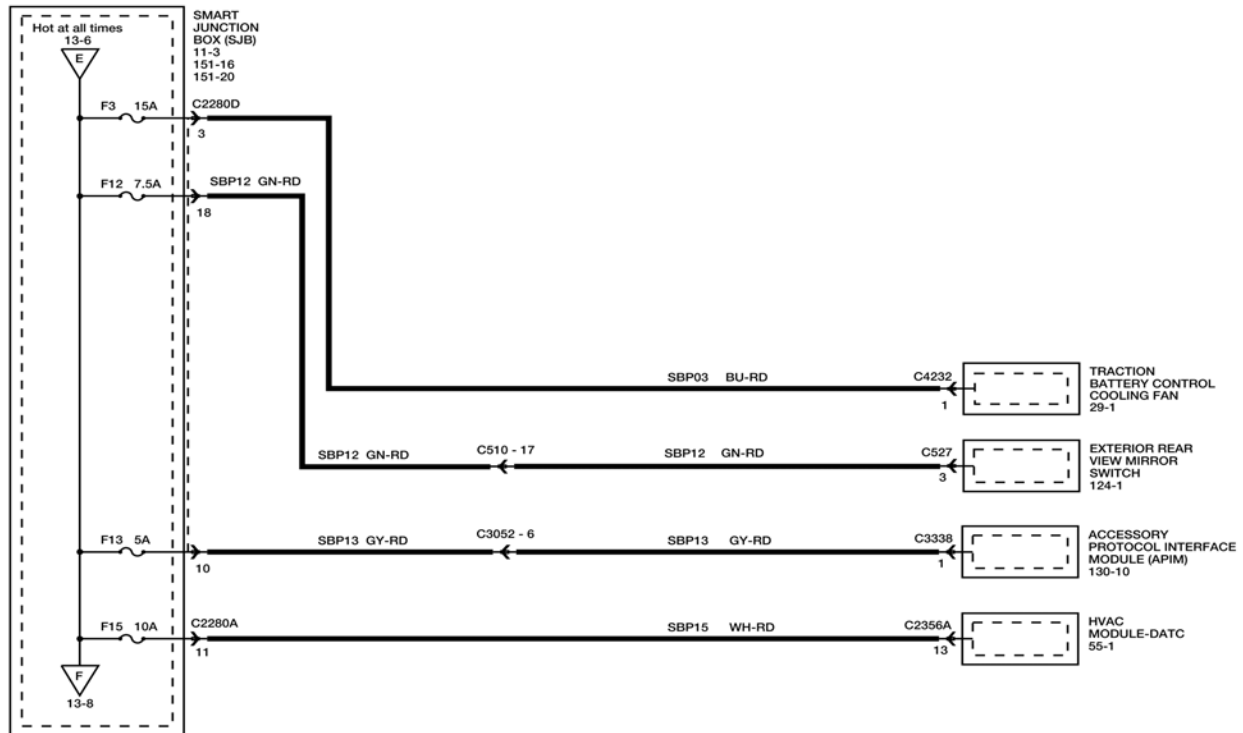 Hot at all times
13-6
E
SMART
JUNCTION
BOX (SJB)
11-3
151-16
151-20
F3 15A
C2280D
3
F12 7.5A
SBP12 GN-RD
18
SBP03 BU-RD
C4232
1
TRACTION
BATTERY CONTROL
COOLING FAN
29-1
SBP12 GN-RD
C510 - 17
SBP12 GN-RD
C527
3
EXTERIOR REAR
VIEW MIRROR
SWITCH
124-1
F13 5A
10
SBP13 GY-RD
C3052 - 6
SBP13 GY-RD
C3338
1
ACCESSORY
PROTOCOL INTERFACE
MODULE (APIM)
130-10
F15 10A
C2280A
11
SBP15 WH-RD
C2356A
13
HVAC
MODULE-DATC
55-1
F
13-8